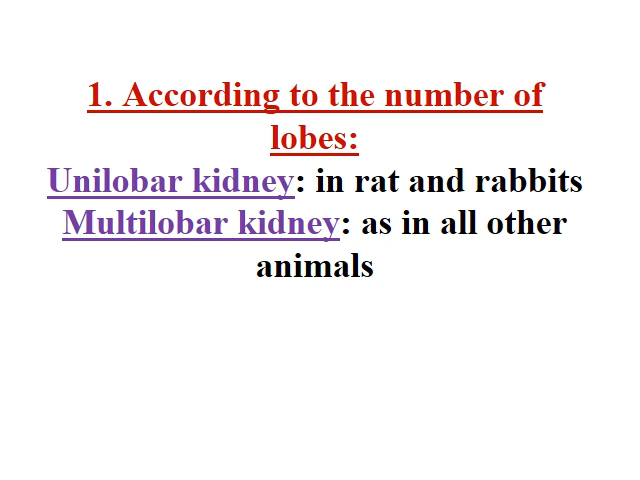 1. According to the number of
lobes:
Unilobar kidney: in rat and rabbits
Multilobar kidney: as in all other
animals